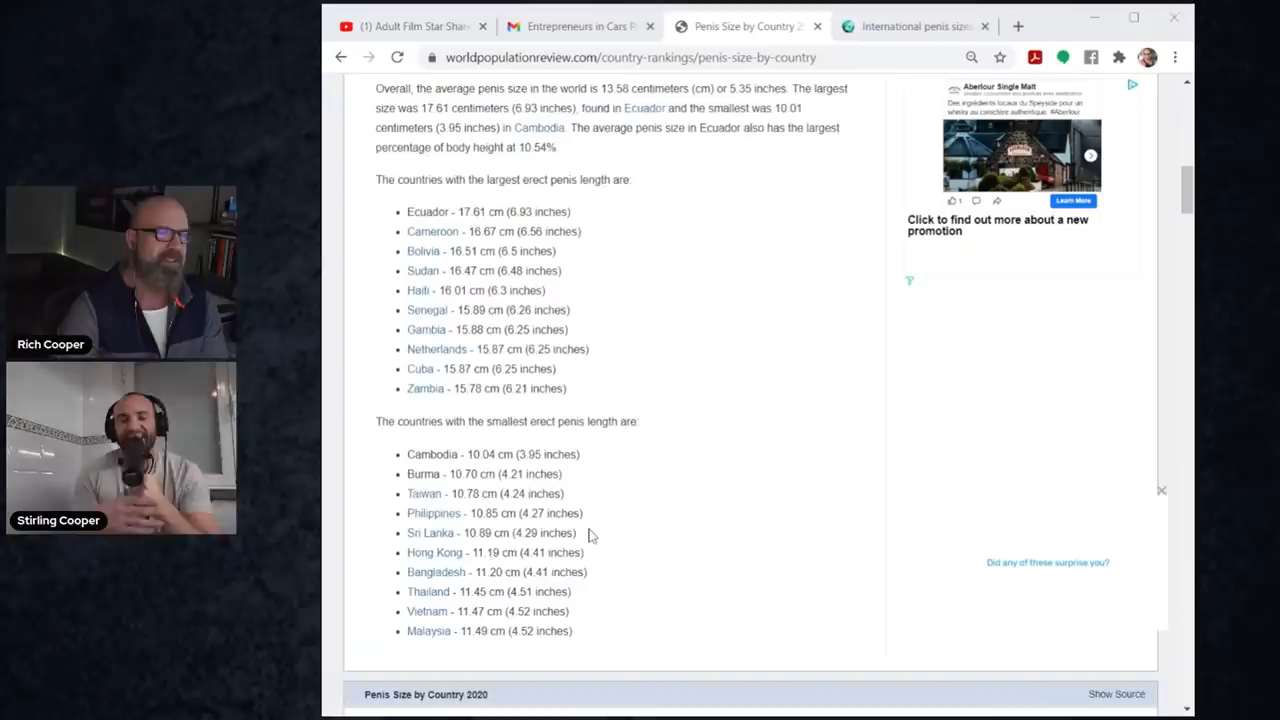 (1) Adult Film Star Share
Entrepreneurs in Cars P
Penis Size by Country 2
International penis sizes
worldpopulationreview.com/country-rankings/penis-size-by-country
Overall, the average penis size in the world is 13.58 centimeters (cm) or 5.35 inches. The largest
size was 17.61 centimeters (6.93 inches), found in Ecuador and the smallest was 10.01
centimeters (3.95 inches) in Cambodia. The average penis size in Ecuador also has the largest
percentage of body height at 10.54%
The countries with the largest erect penis length are:
Ecuador - 17.61 cm (6.93 inches)
Cameroon - 16.67 cm (6.56 inches)
Bolivia - 16.51 cm (6.5 inches)
Sudan - 16.47 cm (6.48 inches)
Haiti - 16.01 cm (6.3 inches)
Senegal - 15.89 cm (6.26 inches)
Gambia - 15.88 cm (6.25 inches)
Netherlands - 15.87 cm (6.25 inches)
Cuba - 15.87 cm (6.25 inches)
Zambia - 15.78 cm (6.21 inches)
The countries with the smallest erect penis length are:
Cambodia - 10.04 cm (3.95 inches)
Burma - 10.70 cm (4.21 inches)
Taiwan - 10.78 cm (4.24 inches)
Philippines - 10.85 cm (4.27 inches)
Sri Lanka - 10.89 cm (4.29 inches)
Hong Kong - 11.19 cm (4.41 inches)
Bangladesh - 11.20 cm (4.41 inches)
Thailand - 11.45 cm (4.51 inches)
Vietnam - 11.47 cm (4.52 inches)
Malaysia - 11.49 cm (4.52 inches)
Penis Size by Country 2020
Show Source
Aberlour Single Malt
Des ingrédients locaux du Speyside pour un
whisky au caractère authentique. #Aberlour
Learn More
Click to find out more about a new
promotion
Did any of these surprise you?
Rich Cooper
Stirling Cooper